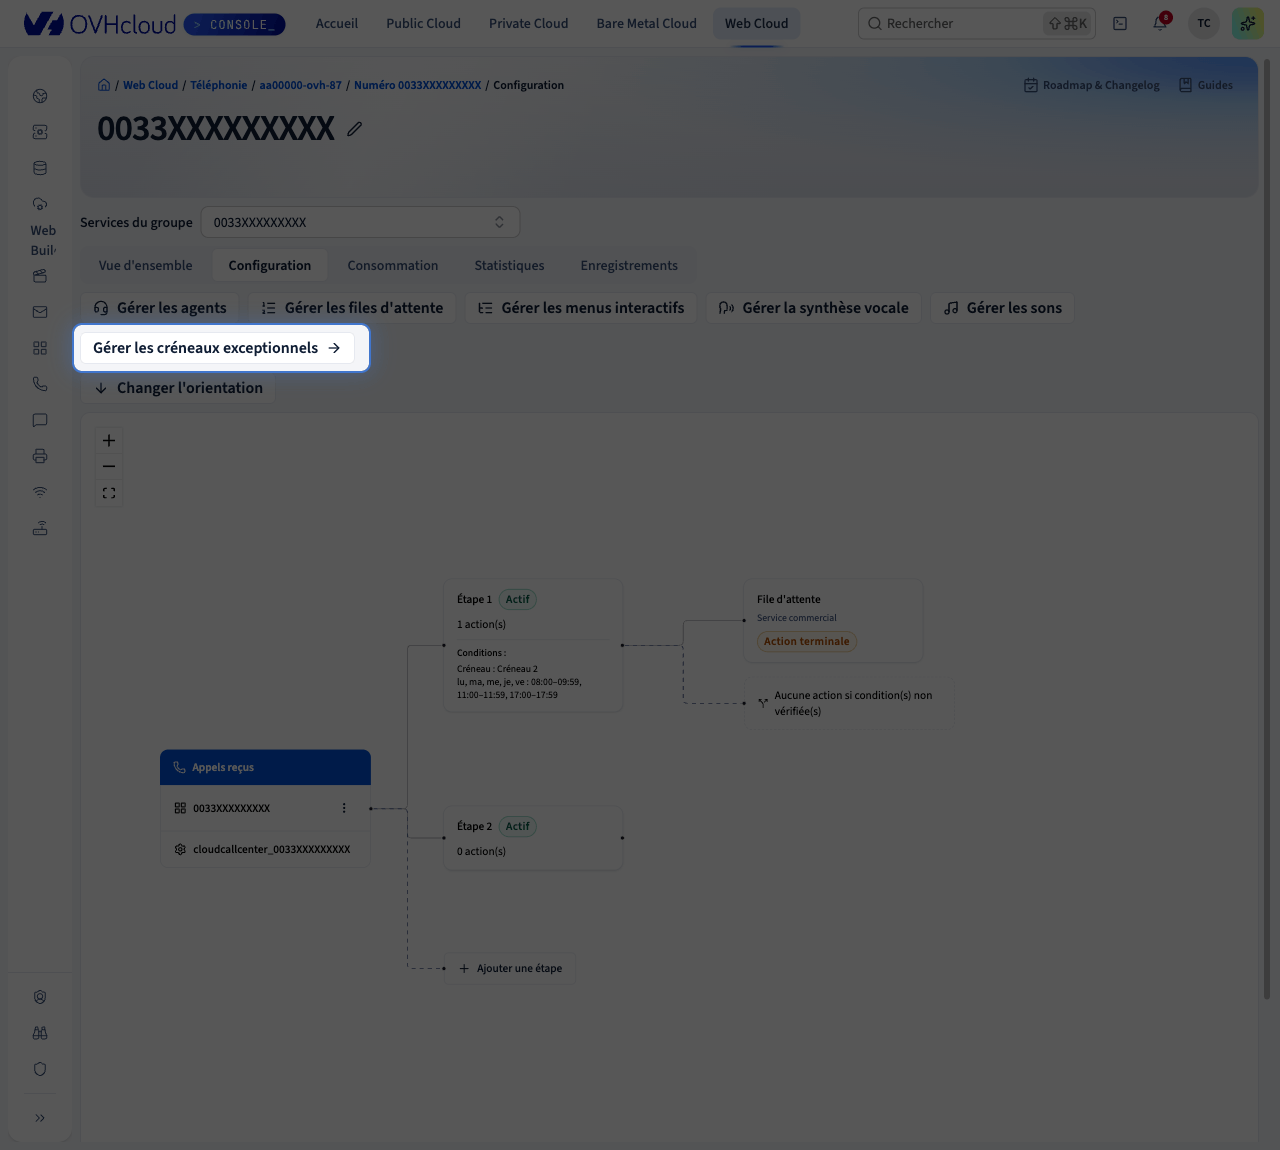 OVHcloud > CONSOLE_ Accueil Public Cloud Private Cloud Bare Metal Cloud Web Cloud Rechercher ⇧⌘K 8 TC
/ Web Cloud / Téléphonie / aa00000-ovh-87 / Numéro 0033XXXXXXXXX / Configuration
Roadmap & Changelog Guides
0033XXXXXXXXX
Services du groupe 0033XXXXXXXXX
Web
Buil
Vue d'ensemble Configuration Consommation Statistiques Enregistrements
Gérer les agents Gérer les files d'attente Gérer les menus interactifs Gérer la synthèse vocale Gérer les sons
Gérer les créneaux exceptionnels →
Changer l'orientation
Étape 1 Actif
1 action(s)
Conditions :
Créneau : Créneau 2
lu, ma, me, je, ve : 08:00–09:59,
11:00–11:59, 17:00–17:59
File d'attente
Service commercial
Action terminale
Aucune action si condition(s) non
vérifiée(s)
Appels reçus
0033XXXXXXXXX
cloudcallcenter_0033XXXXXXXXX
Étape 2 Actif
0 action(s)
+ Ajouter une étape